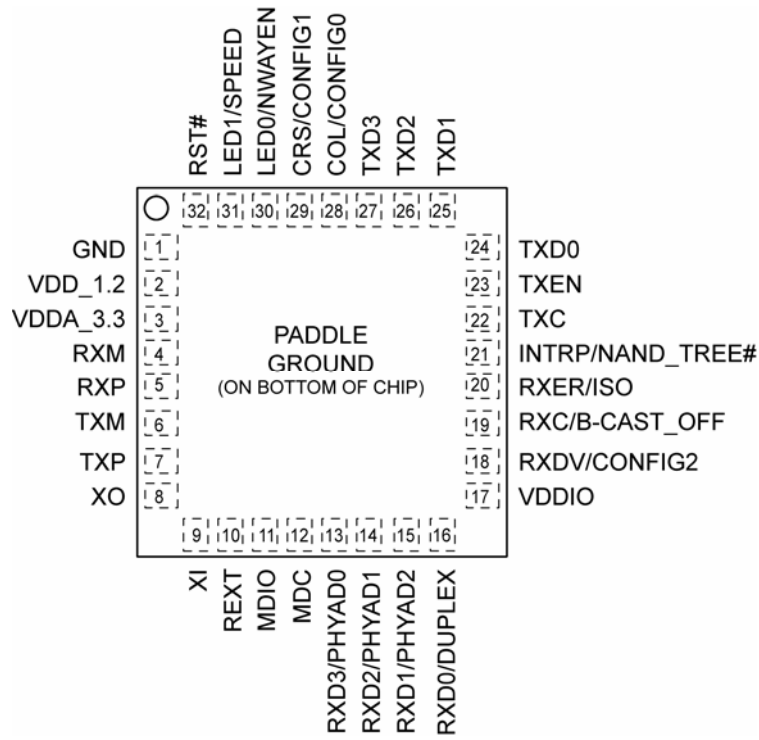 RST#
LED1/SPEED
LED0/NWAYEN
CRS/CONFIG1
COL/CONFIG0
TXD3
TXD2
TXD1
32
31
30
29
28
27
26
25
GND 1
VDD_1.2 2
VDDA_3.3 3
RXM 4
RXP 5
TXM 6
TXP 7
XO 8
PADDLE
GROUND
(ON BOTTOM OF CHIP)
24 TXD0
23 TXEN
22 TXC
21 INTRP/NAND_TREE#
20 RXER/ISO
19 RXC/B-CAST_OFF
18 RXDV/CONFIG2
17 VDDIO
9
10
11
12
13
14
15
16
XI
REXT
MDIO
MDC
RXD3/PHYAD0
RXD2/PHYAD1
RXD1/PHYAD2
RXD0/DUPLEX